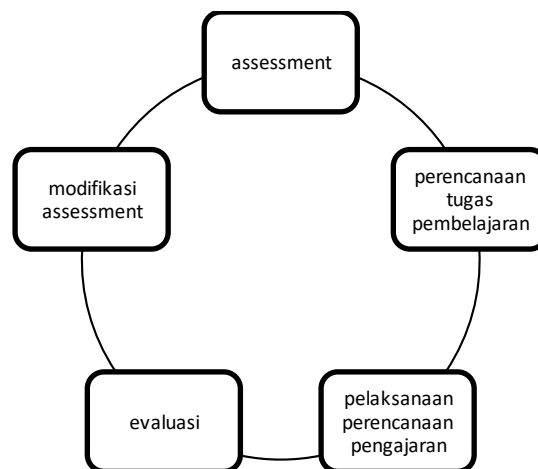 assessment
perencanaan
tugas
pembelajaran
pelaksanaan
perencanaan
pengajaran
evaluasi
modifikasi
assessment